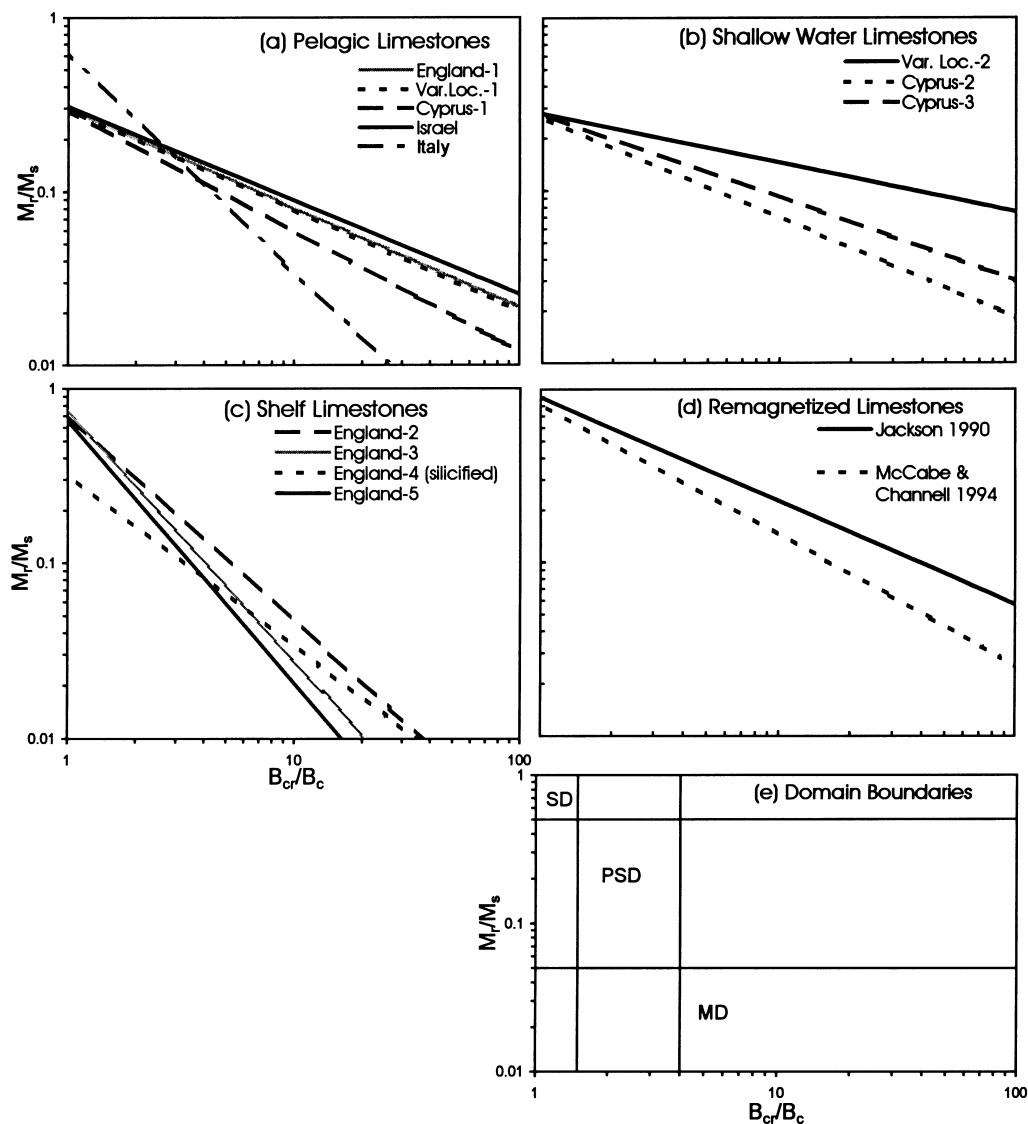 (a) Pelagic Limestones
England-1
Var.Loc.-1
Cyprus-1
Israel
Italy
1
0.1
0.01
Mr/Ms
(b) Shallow Water Limestones
Var. Loc.-2
Cyprus-2
Cyprus-3
(c) Shelf Limestones
England-2
England-3
England-4 (silicified)
England-5
1
0.1
0.01
Mr/Ms
1
10
100
Bcr/Bc
(d) Remagnetized Limestones
Jackson 1990
McCabe &
Channell 1994
(e) Domain Boundaries
SD
PSD
MD
1
0.1
0.01
Mr/Ms
1
10
100
Bcr/Bc